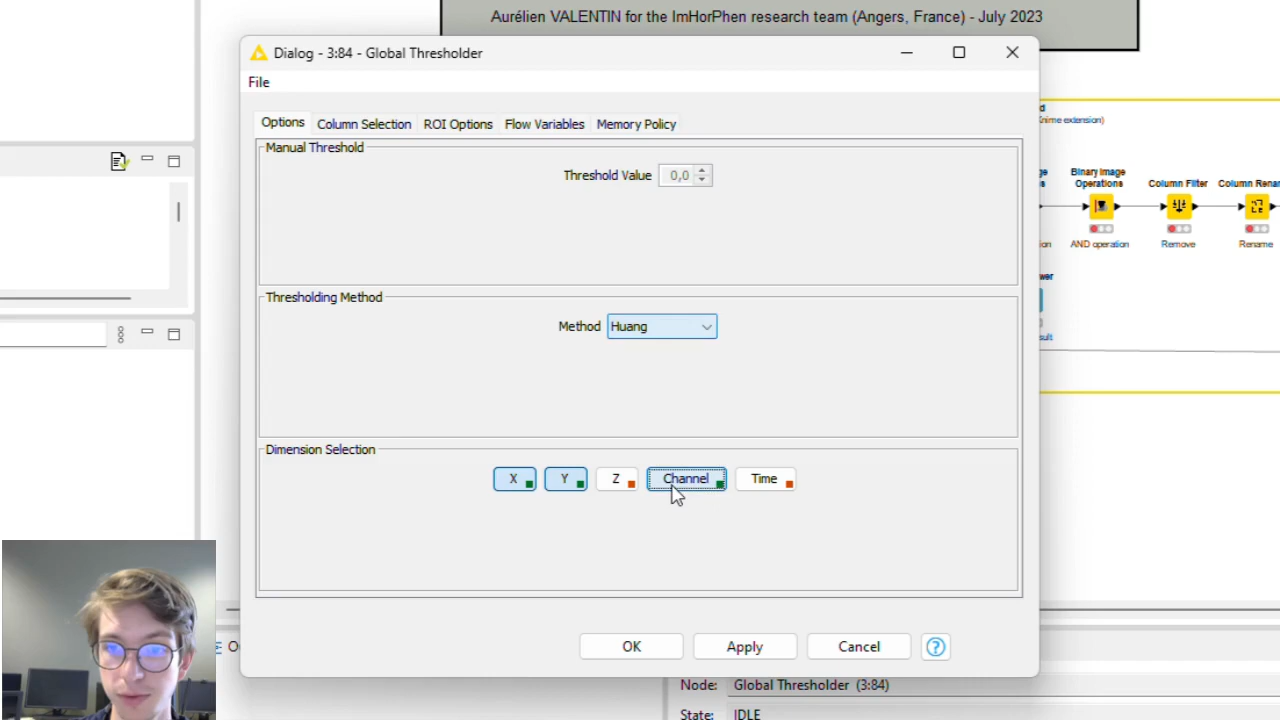 Aurélien VALENTIN for the ImHorPhen research team (Angers, France) - July 2023
Dialog - 3:84 - Global Thresholder
File
Options Column Selection ROI Options Flow Variables Memory Policy
Manual Threshold
Threshold Value 0,0
Thresholding Method
Method Huang
Dimension Selection
X Y Z Channel Time
OK Apply Cancel ?
Binary Image Operations
AND operation
Column Filter
Remove
Column Renam
Rename
Node: Global Thresholder (3:84)
State: IDLE